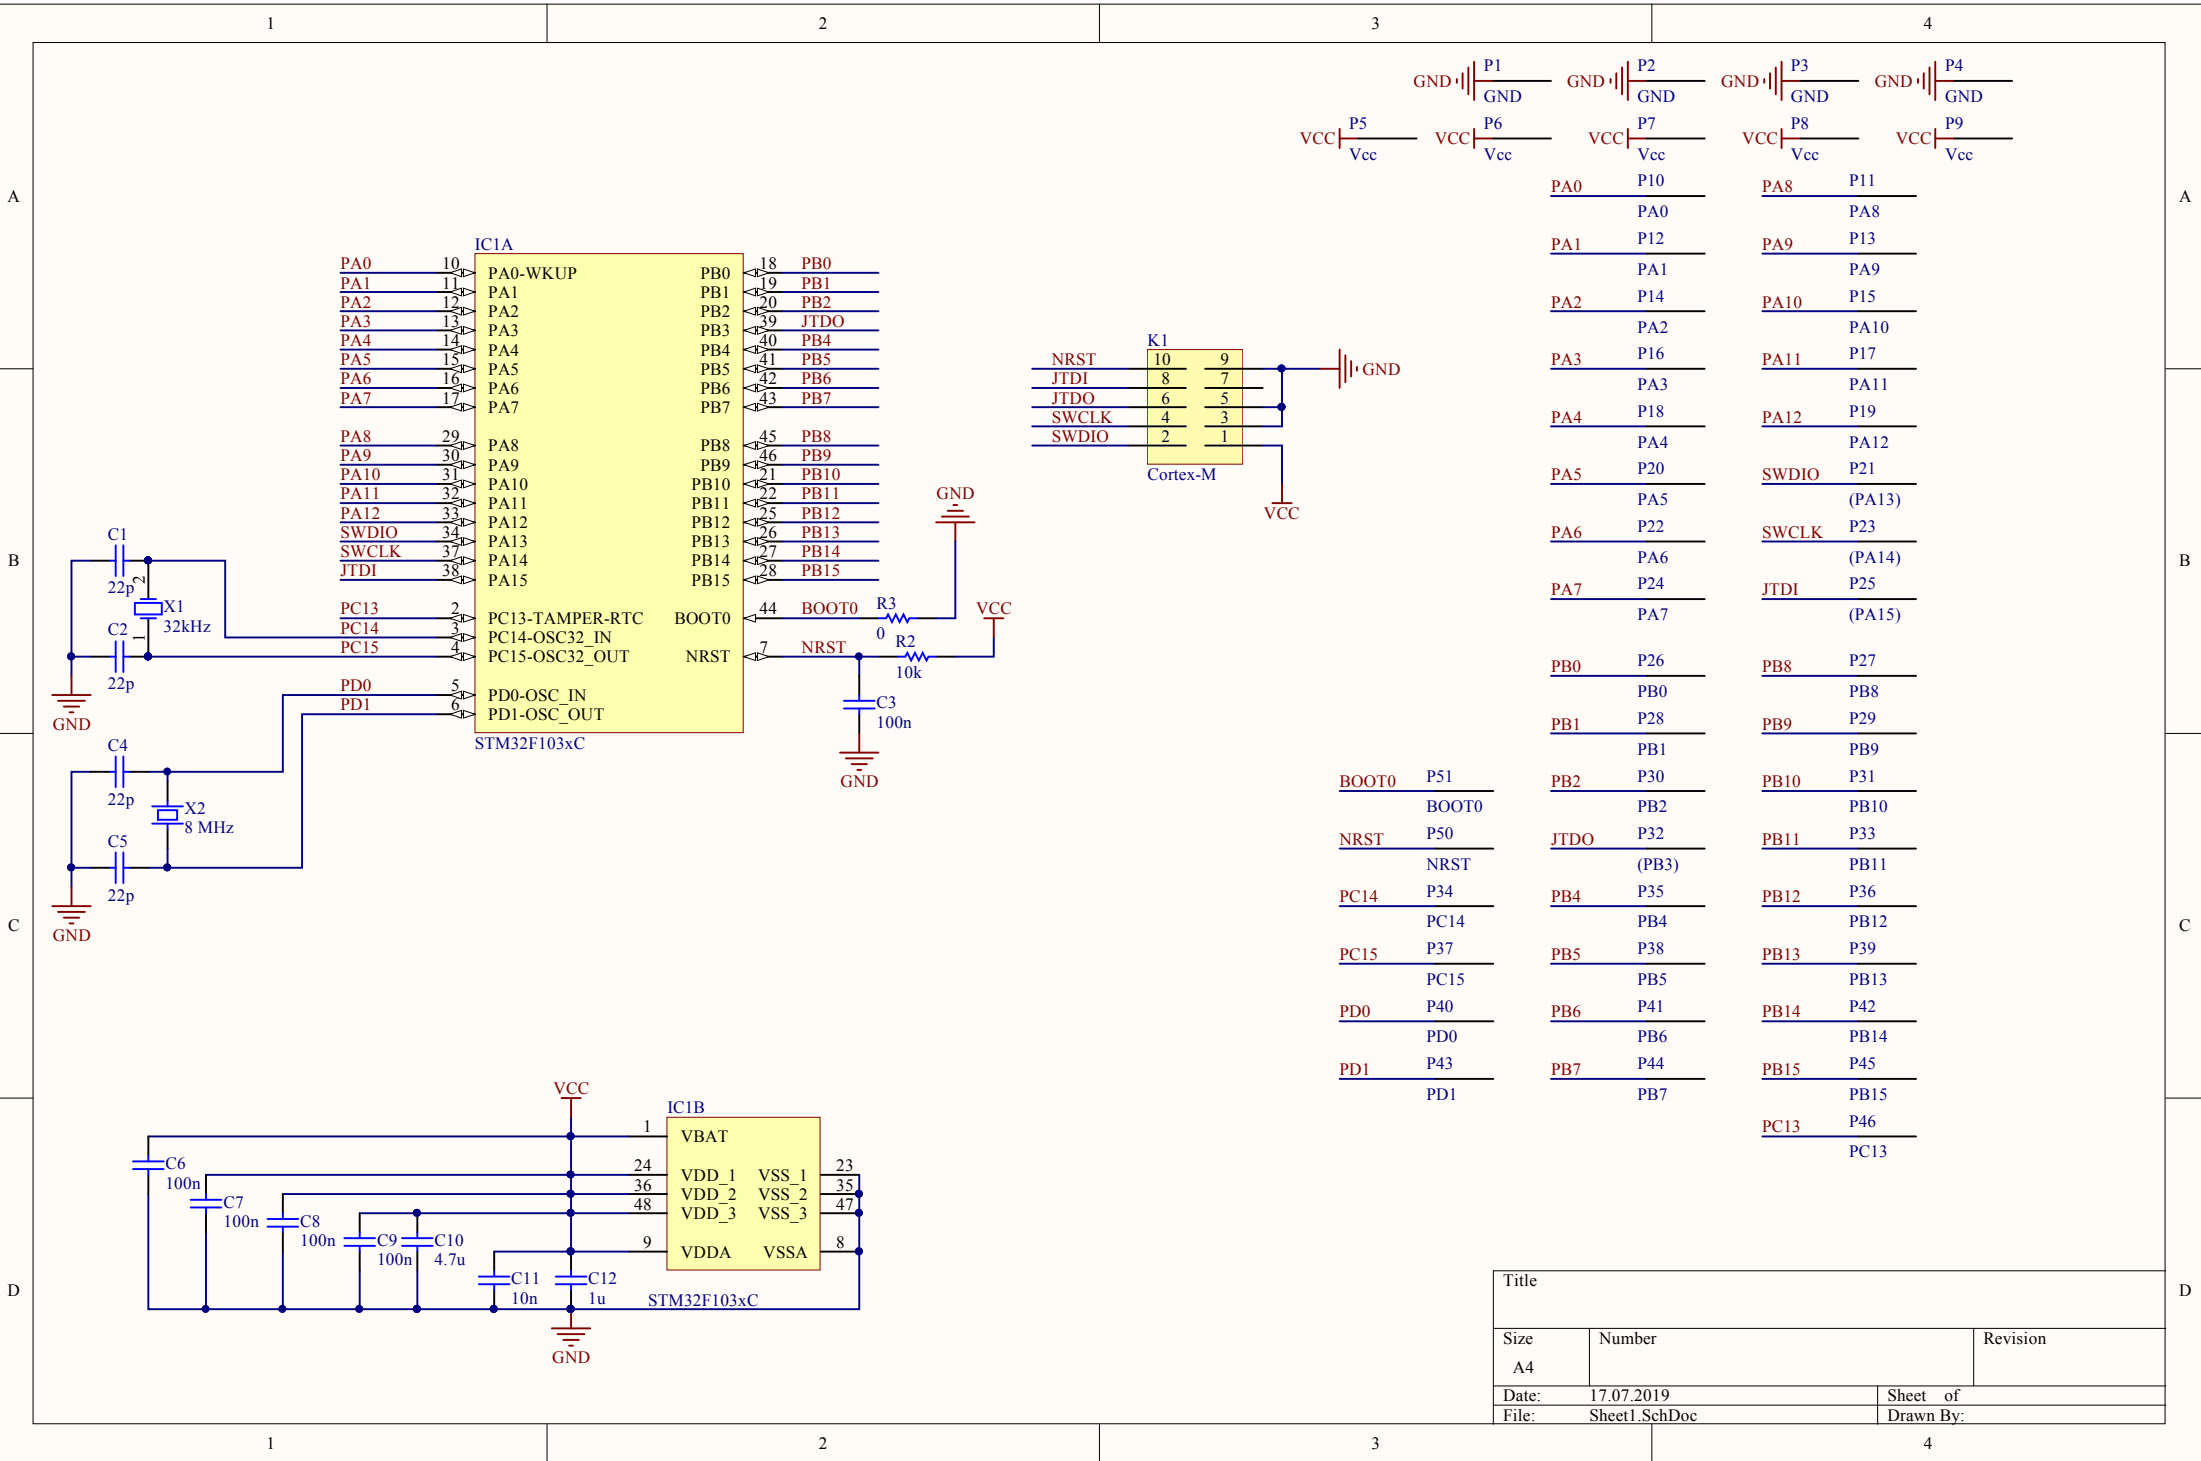 1 2 3 4
A A
B B
C C
D D
1 2 3 4
GND P1 GND
GND P2 GND
GND P3 GND
GND P4 GND
VCC P5 Vcc
VCC P6 Vcc
VCC P7 Vcc
VCC P8 Vcc
VCC P9 Vcc
IC1A
PA0 10 PA0-WKUP PB0 18 PB0
PA1 11 PA1 PB1 19 PB1
PA2 12 PA2 PB2 20 PB2
PA3 13 PA3 PB3 39 JTDO
PA4 14 PA4 PB4 40 PB4
PA5 15 PA5 PB5 41 PB5
PA6 16 PA6 PB6 42 PB6
PA7 17 PA7 PB7 43 PB7
PA8 29 PA8 PB8 45 PB8
PA9 30 PA9 PB9 46 PB9
PA10 31 PA10 PB10 21 PB10
PA11 32 PA11 PB11 22 PB11
PA12 33 PA12 PB12 25 PB12
SWDIO 34 PA13 PB13 26 PB13
SWCLK 37 PA14 PB14 27 PB14
JTDI 38 PA15 PB15 28 PB15
PC13 2 PC13-TAMPER-RTC BOOT0 44 BOOT0
PC14 3 PC14-OSC32_IN
PC15 4 PC15-OSC32_OUT NRST 7 NRST
PD0 5 PD0-OSC_IN
PD1 6 PD1-OSC_OUT
STM32F103xC
C1
22p
2
X1
32kHz
1
C2
22p
GND
C4
22p
X2
8 MHz
C5
22p
GND
GND
R3
0
VCC
R2
10k
C3
100n
GND
K1
NRST 10 9 GND
JTDI 8 7
JTDO 6 5
SWCLK 4 3
SWDIO 2 1
Cortex-M
VCC
PA0 P10 PA0
PA8 P11 PA8
PA1 P12 PA1
PA9 P13 PA9
PA2 P14 PA2
PA10 P15 PA10
PA3 P16 PA3
PA11 P17 PA11
PA4 P18 PA4
PA12 P19 PA12
PA5 P20 PA5
SWDIO P21 (PA13)
PA6 P22 PA6
SWCLK P23 (PA14)
PA7 P24 PA7
JTDI P25 (PA15)
PB0 P26 PB0
PB8 P27 PB8
PB1 P28 PB1
PB9 P29 PB9
BOOT0 P51 BOOT0
PB2 P30 PB2
PB10 P31 PB10
NRST P50 NRST
JTDO P32 (PB3)
PB11 P33 PB11
PC14 P34 PC14
PB4 P35 PB4
PB12 P36 PB12
PC15 P37 PC15
PB5 P38 PB5
PB13 P39 PB13
PD0 P40 PD0
PB6 P41 PB6
PB14 P42 PB14
PD1 P43 PD1
PB7 P44 PB7
PB15 P45 PB15
PC13 P46 PC13
VCC
IC1B
1 VBAT
24 VDD_1 VSS_1 23
36 VDD_2 VSS_2 35
48 VDD_3 VSS_3 47
9 VDDA VSSA 8
STM32F103xC
C6
100n
C7
100n
C8
100n
C9
100n
C10
4.7u
C11
10n
C12
1u
GND
Title
Size Number Revision
A4
Date: 17.07.2019 Sheet of
File: Sheet1.SchDoc Drawn By: